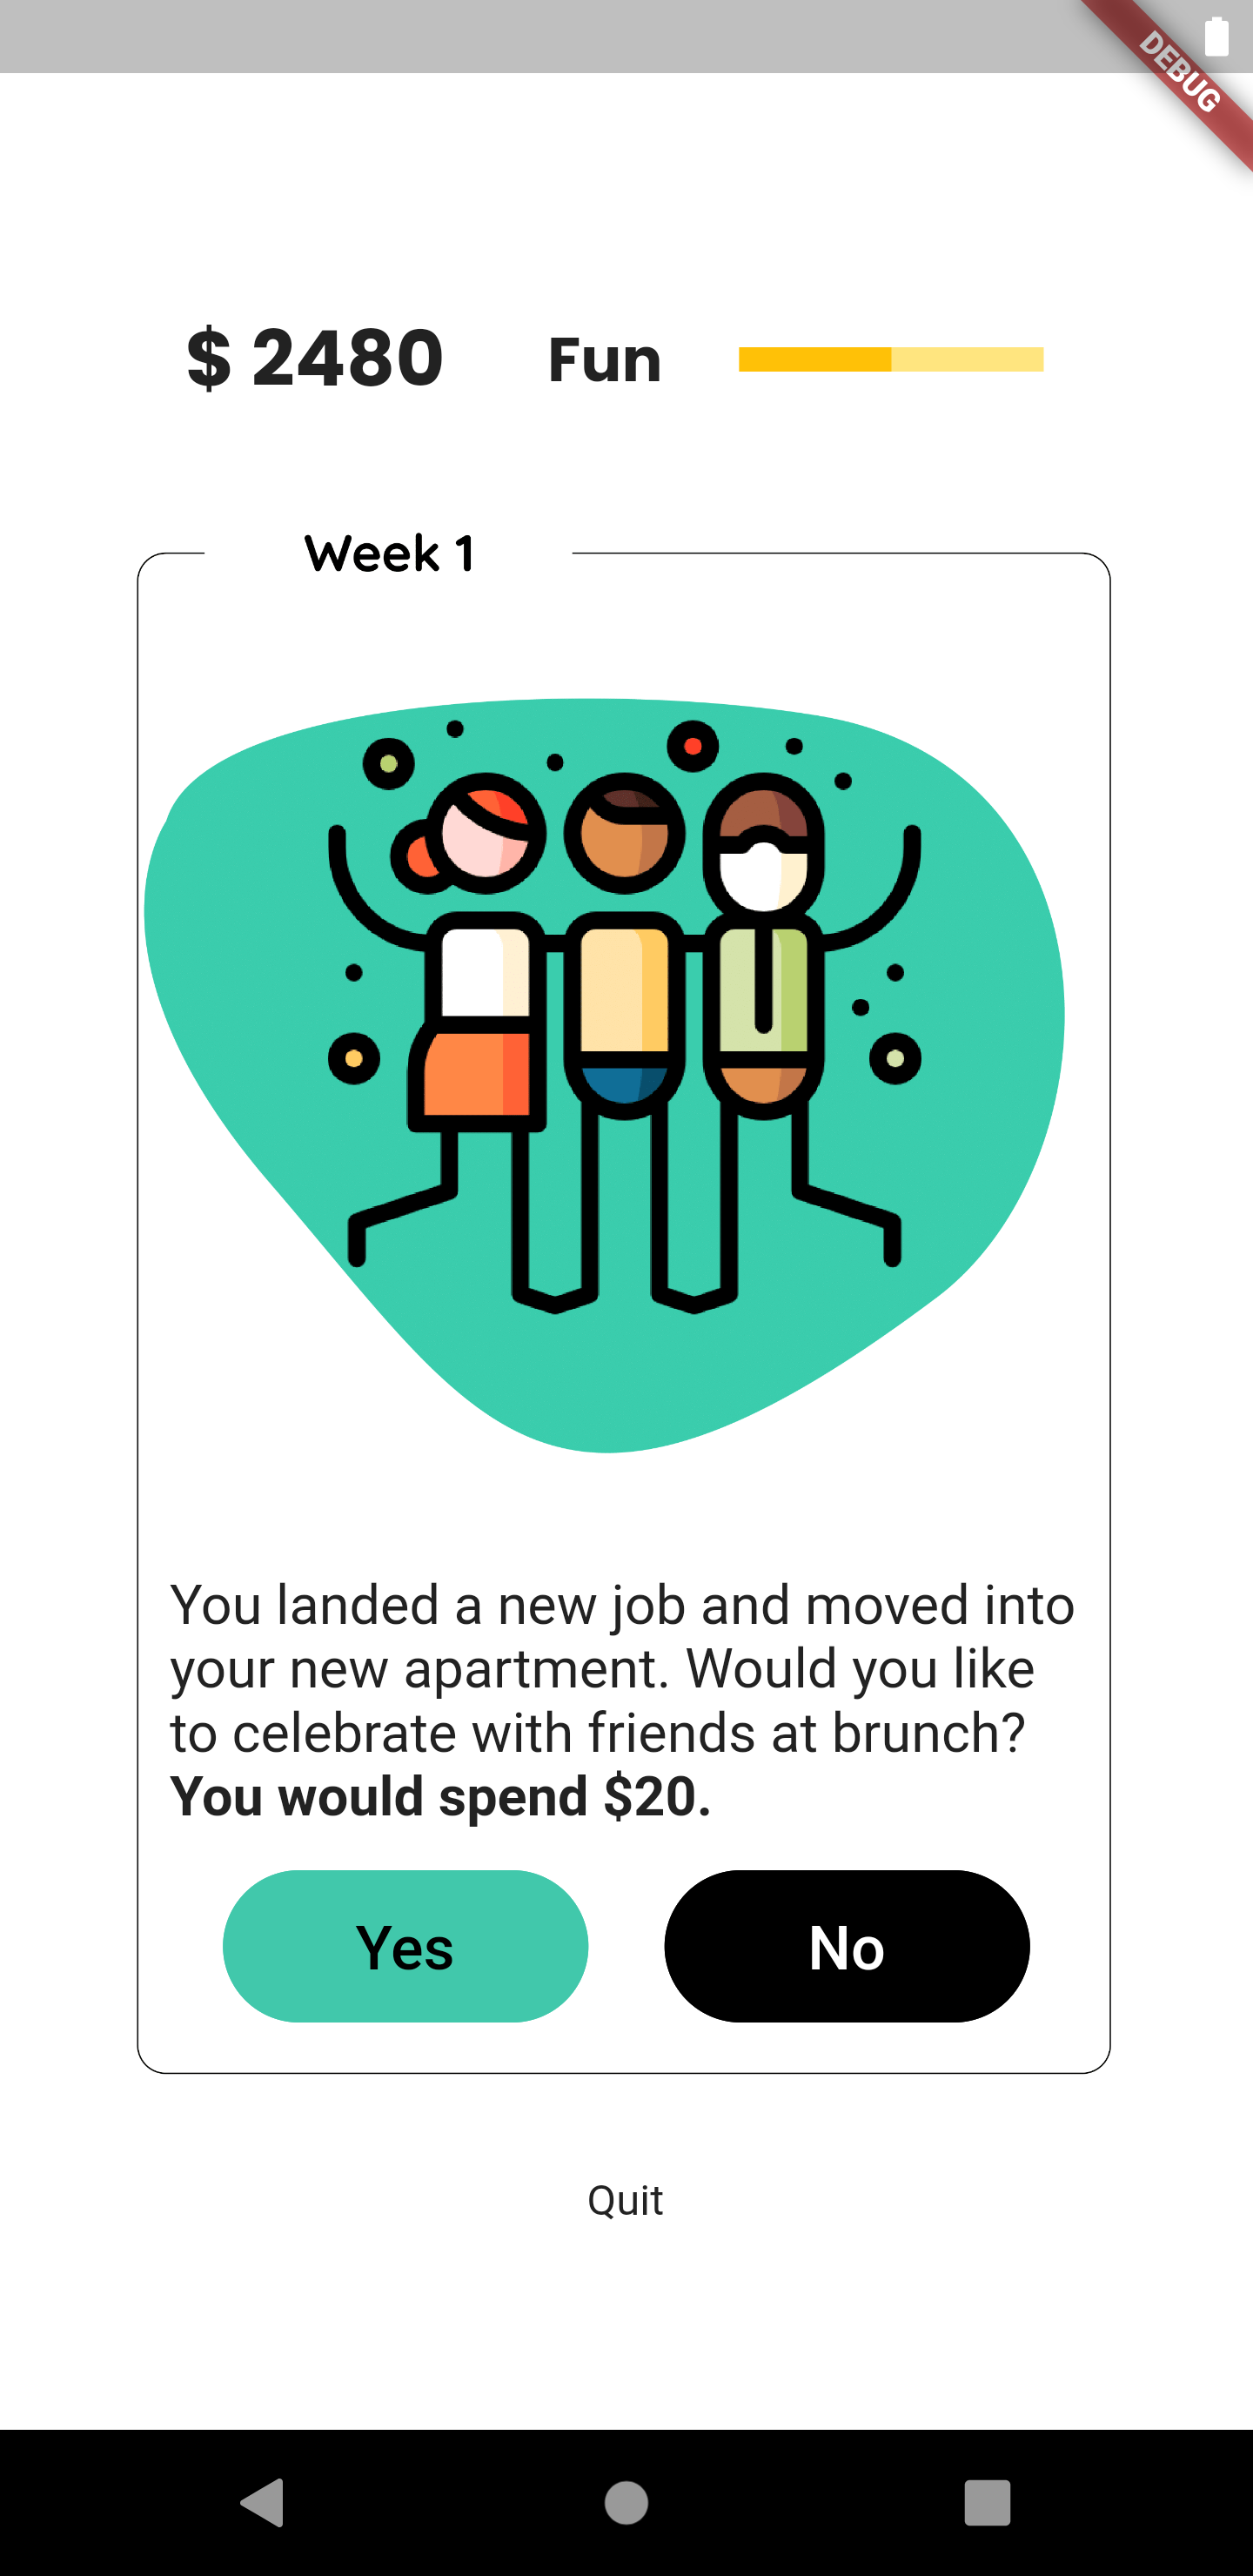 DEBUG
$ 2480 Fun
Week 1
You landed a new job and moved into
your new apartment. Would you like
to celebrate with friends at brunch?
You would spend $20.
Yes No
Quit